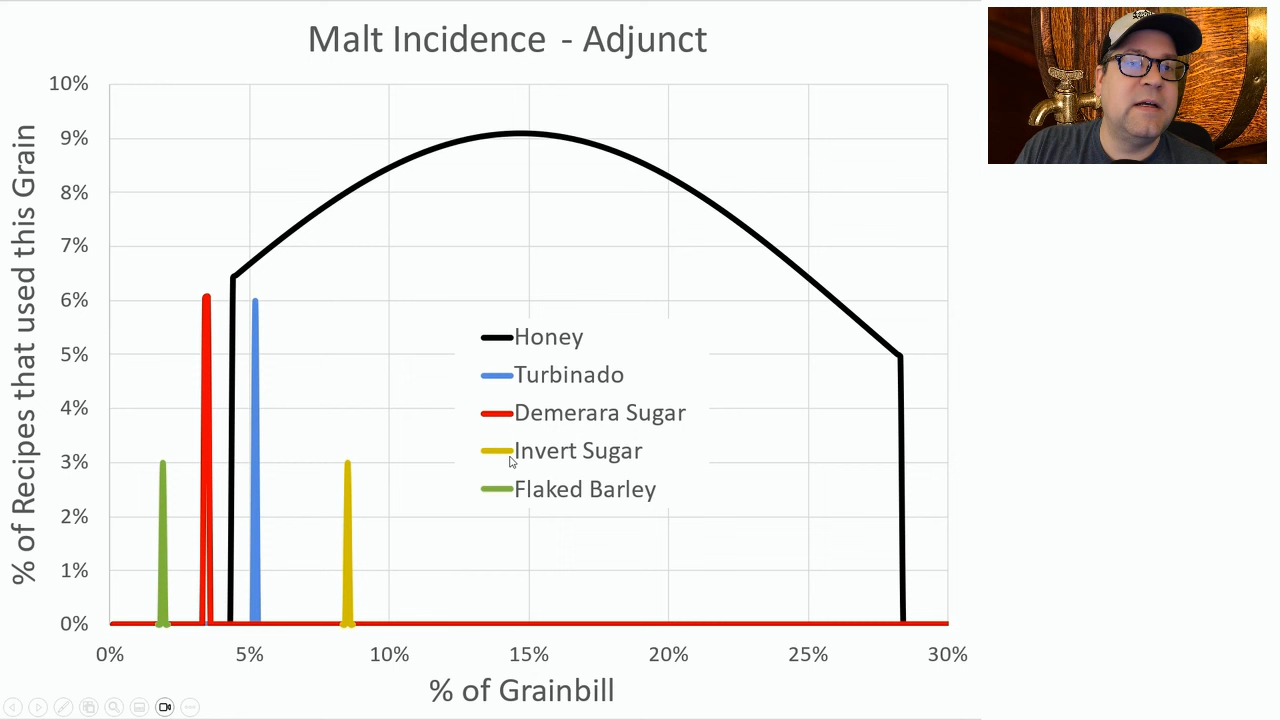 Malt Incidence - Adjunct
% of Recipes that used this Grain
10%
9%
8%
7%
6%
5%
4%
3%
2%
1%
0%
Honey
Turbinado
Demerara Sugar
Invert Sugar
Flaked Barley
0% 5% 10% 15% 20% 25% 30%
% of Grainbill